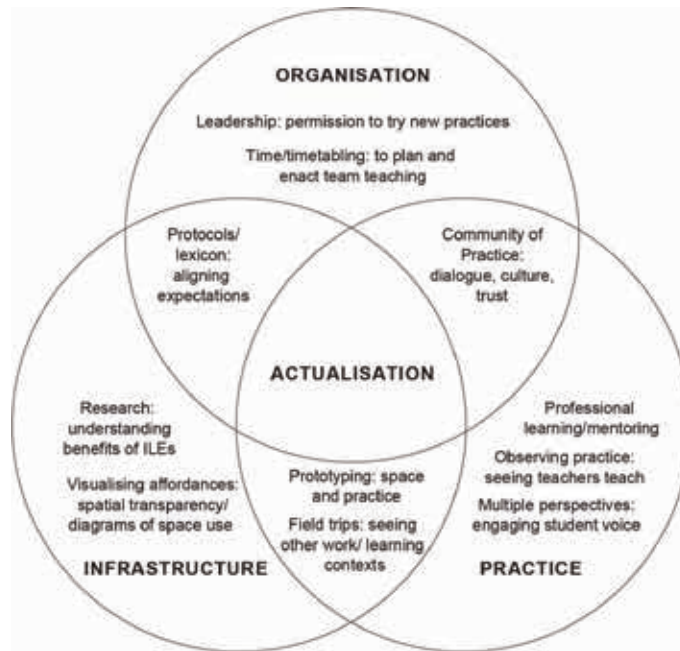 ORGANISATION
Leadership: permission to try new practices
Time/timetabling: to plan and
enact team teaching
Protocols/
lexicon:
aligning
expectations
Community of
Practice:
dialogue, culture,
trust
ACTUALISATION
Research:
understanding
benefits of ILEs
Visualising affordances:
spatial transparency/
diagrams of space use
INFRASTRUCTURE
Prototyping: space
and practice
Field trips: seeing
other work/ learning
contexts
Professional
learning/mentoring
Observing practice:
seeing teachers teach
Multiple perspectives:
engaging student voice
PRACTICE